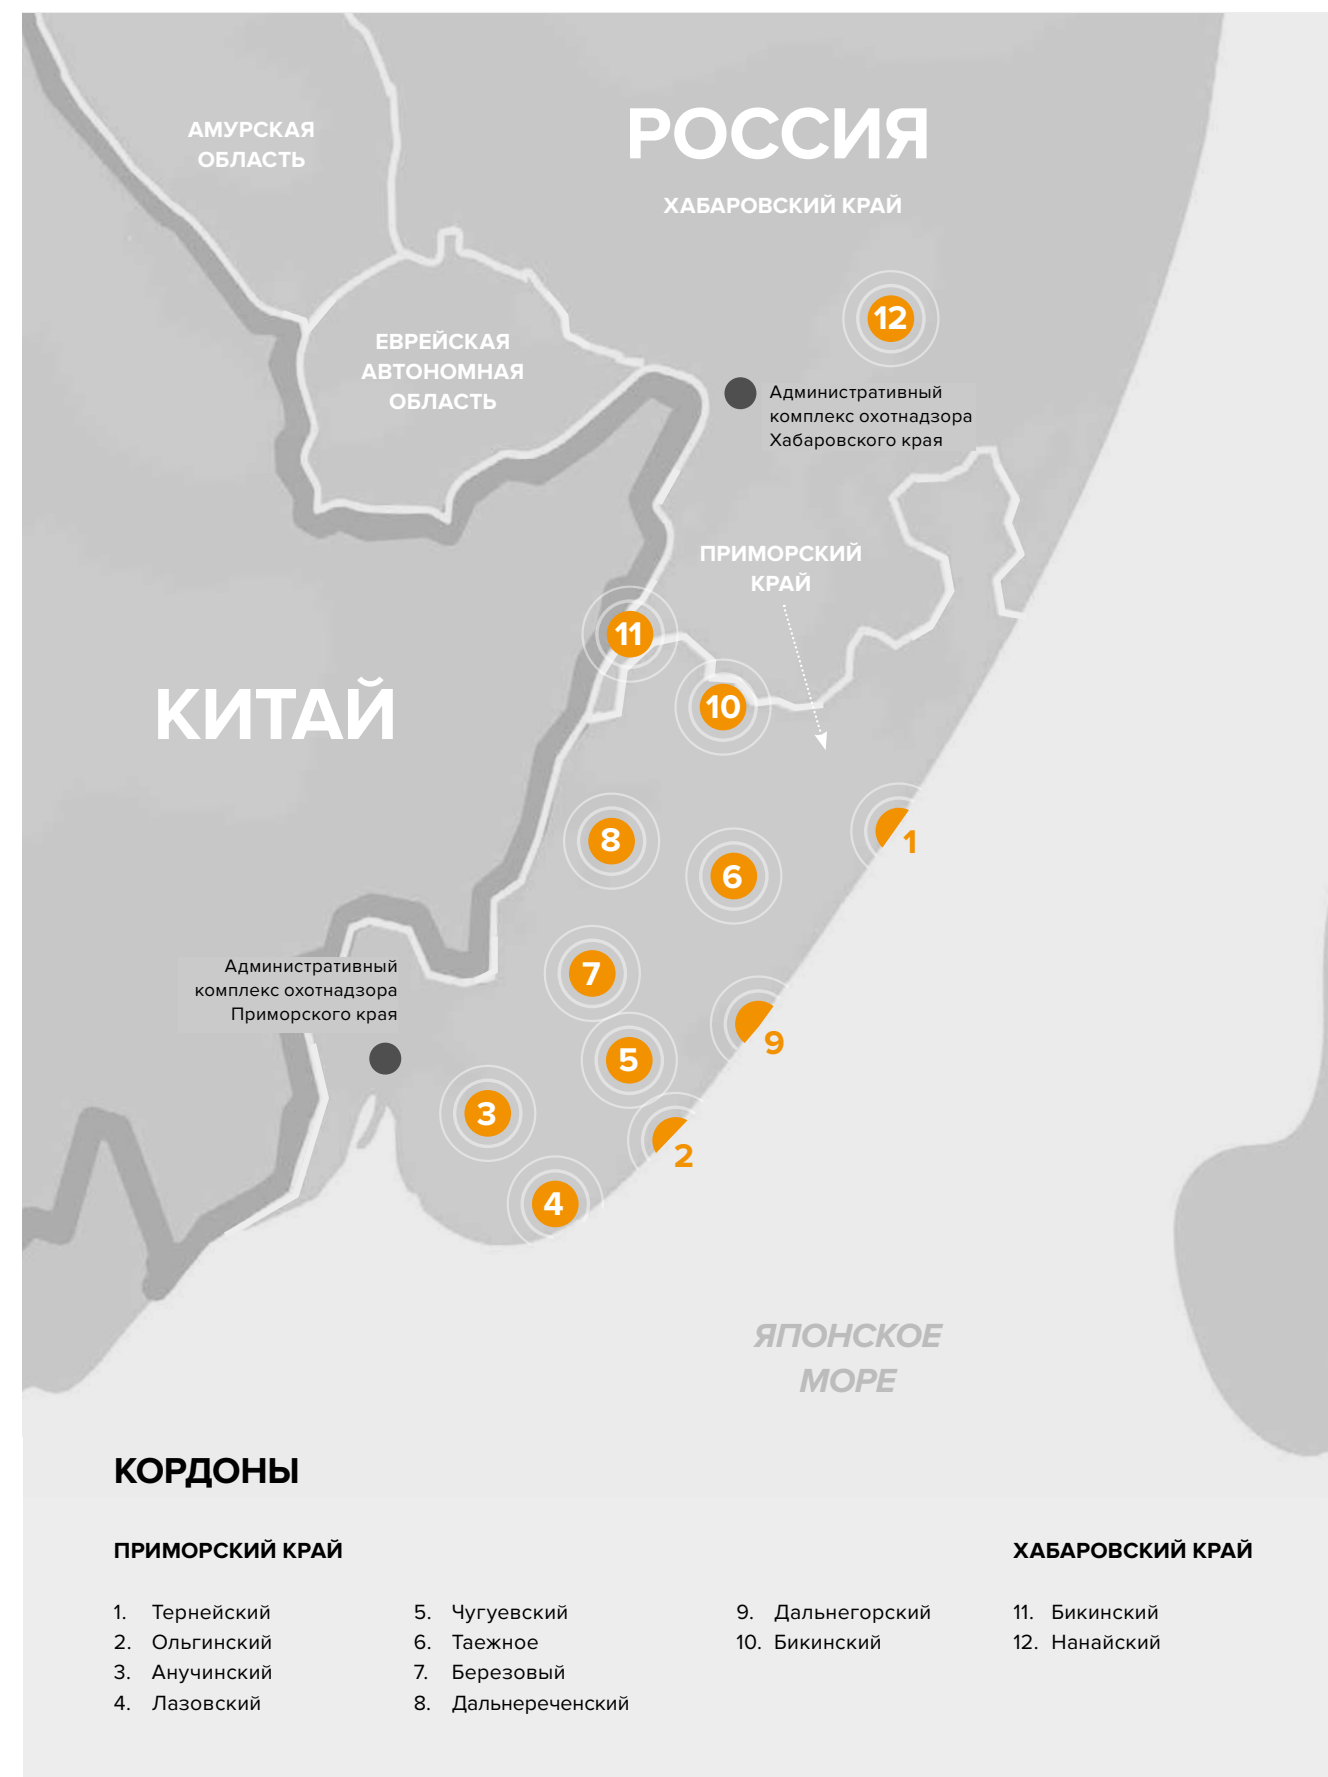 РОССИЯ
АМУРСКАЯ
ОБЛАСТЬ
ХАБАРОВСКИЙ КРАЙ
12
ЕВРЕЙСКАЯ
АВТОНОМНАЯ
ОБЛАСТЬ
Административный
комплекс охотнадзора
Хабаровского края
ПРИМОРСКИЙ
КРАЙ
11
КИТАЙ
10
8
1
6
Административный
комплекс охотнадзора
Приморского края
7
9
5
3
2
4
ЯПОНСКОЕ
МОРЕ
КОРДОНЫ
ПРИМОРСКИЙ КРАЙ
1. Тернейский
2. Ольгинский
3. Анучинский
4. Лазовский
5. Чугуевский
6. Таежное
7. Березовый
8. Дальнереченский
9. Дальнегорский
10. Бикинский
ХАБАРОВСКИЙ КРАЙ
11. Бикинский
12. Нанайский